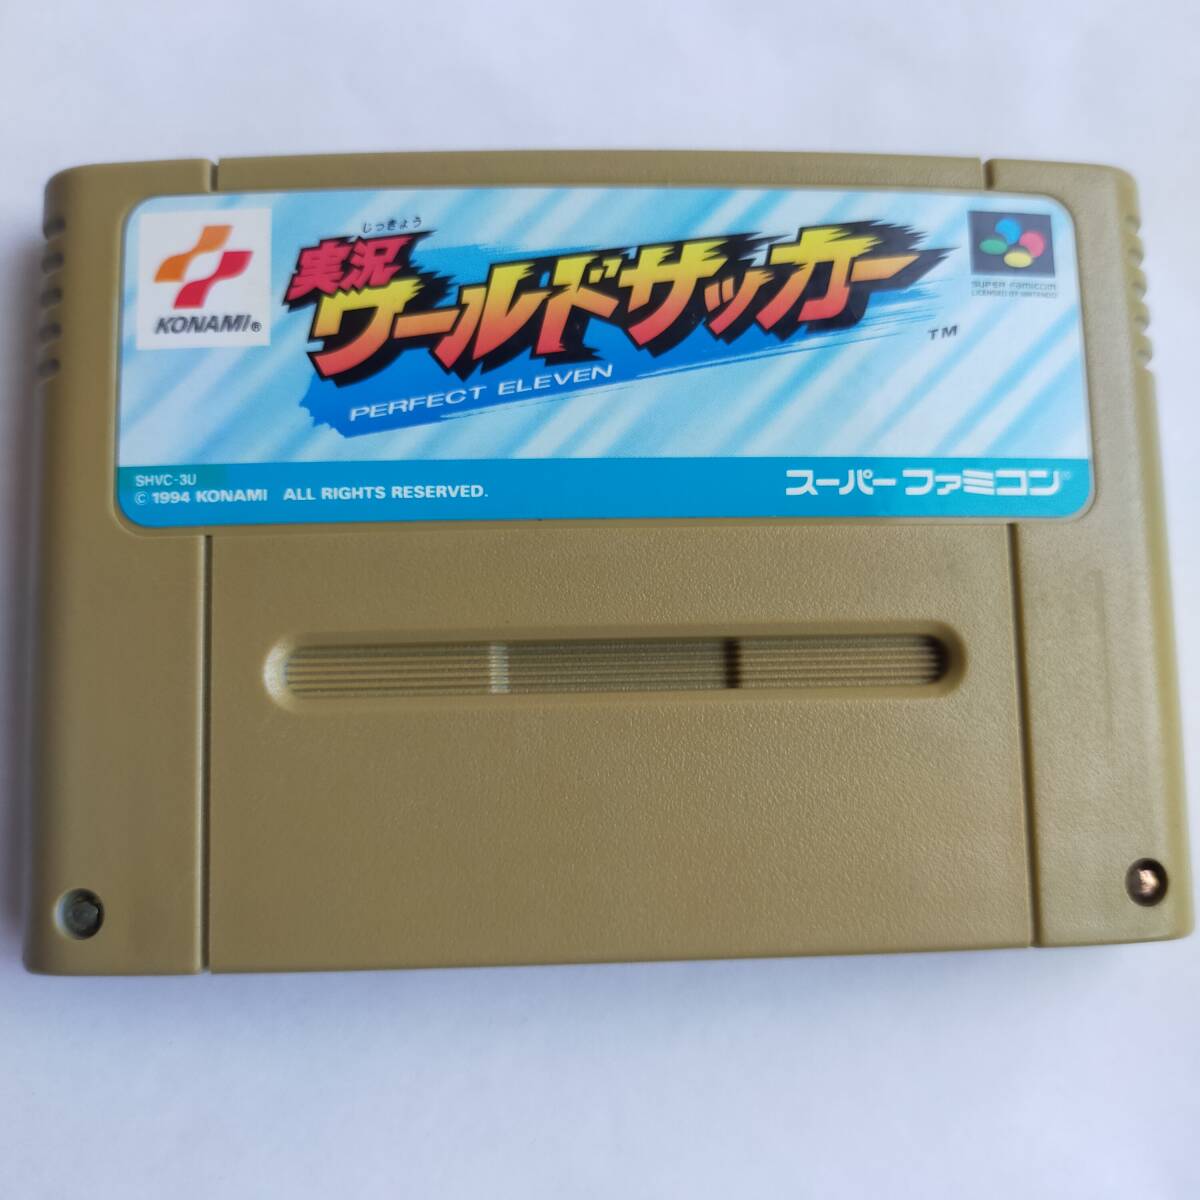 じっきょう
実況
ワールドサッカー
PERFECT ELEVEN
TM
KONAMI®
SUPER FAMICOM
LICENSED BY NINTENDO
SHVC-3U
© 1994 KONAMI ALL RIGHTS RESERVED.
スーパーファミコン®